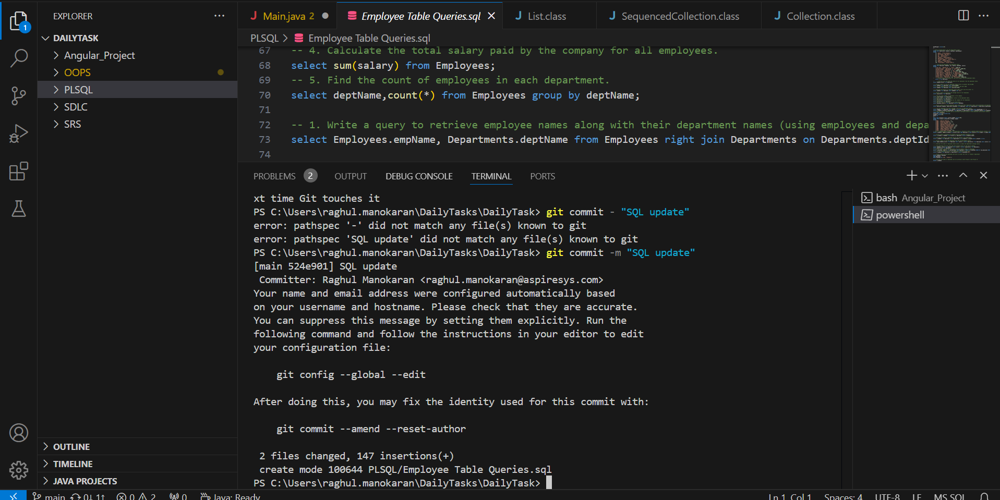 EXPLORER
1
DAILYTASK
Angular_Project
OOPS
PLSQL
SDLC
SRS
OUTLINE
TIMELINE
JAVA PROJECTS
Main.java 2
Employee Table Queries.sql
List.class
SequencedCollection.class
Collection.class
PLSQL > Employee Table Queries.sql
67 -- 4. Calculate the total salary paid by the company for all employees.
68 select sum(salary) from Employees;
69 -- 5. Find the count of employees in each department.
70 select deptName,count(*) from Employees group by deptName;
71
72 -- 1. Write a query to retrieve employee names along with their department names (using employees and depa
73 select Employees.empName, Departments.deptName from Employees right join Departments on Departments.deptId
74
PROBLEMS 2 OUTPUT DEBUG CONSOLE TERMINAL PORTS
xt time Git touches it
PS C:\Users\raghul.manokaran\DailyTasks\DailyTask> git commit - "SQL update"
error: pathspec '-' did not match any file(s) known to git
error: pathspec 'SQL update' did not match any file(s) known to git
PS C:\Users\raghul.manokaran\DailyTasks\DailyTask> git commit -m "SQL update"
[main 524e901] SQL update
Committer: Raghul Manokaran <raghul.manokaran@aspiresys.com>
Your name and email address were configured automatically based
on your username and hostname. Please check that they are accurate.
You can suppress this message by setting them explicitly. Run the
following command and follow the instructions in your editor to edit
your configuration file:
git config --global --edit
After doing this, you may fix the identity used for this commit with:
git commit --amend --reset-author
2 files changed, 147 insertions(+)
create mode 100644 PLSQL/Employee Table Queries.sql
PS C:\Users\raghul.manokaran\DailyTasks\DailyTask>
bash Angular_Project
powershell
main 0↓ 1↑ 0 2 0 Java: Ready
Ln 1, Col 1 Spaces: 4 UTF-8 LF MS SQL